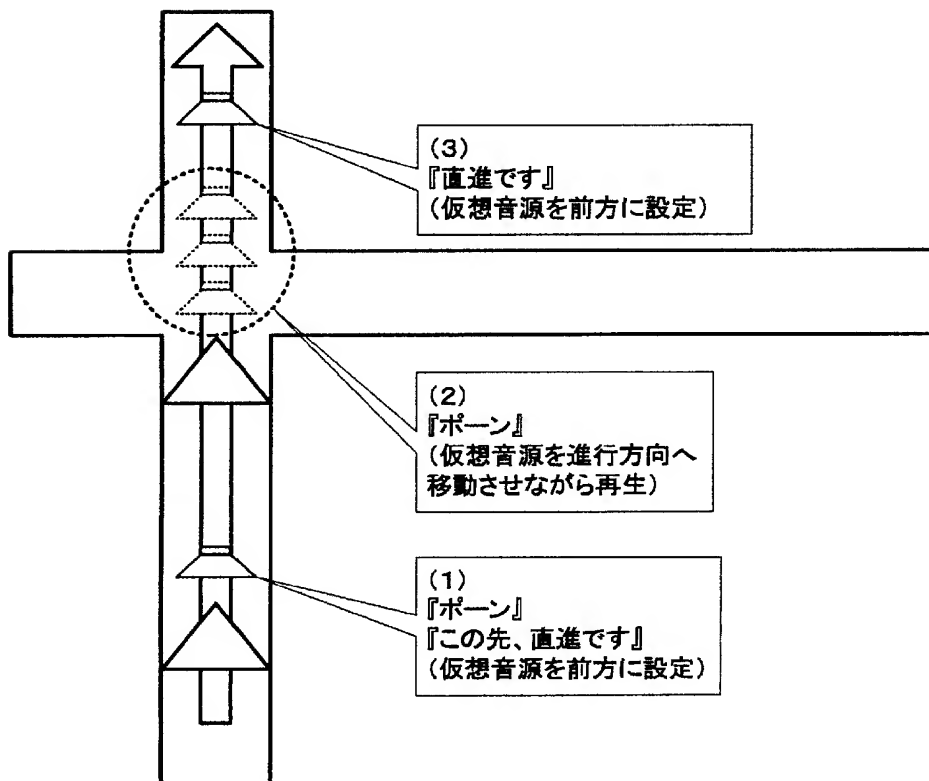 (3)
『直進です』
(仮想音源を前方に設定)
(2)
『ポーン』
(仮想音源を進行方向へ
移動させながら再生)
(1)
『ポーン』
『この先、直進です』
(仮想音源を前方に設定)